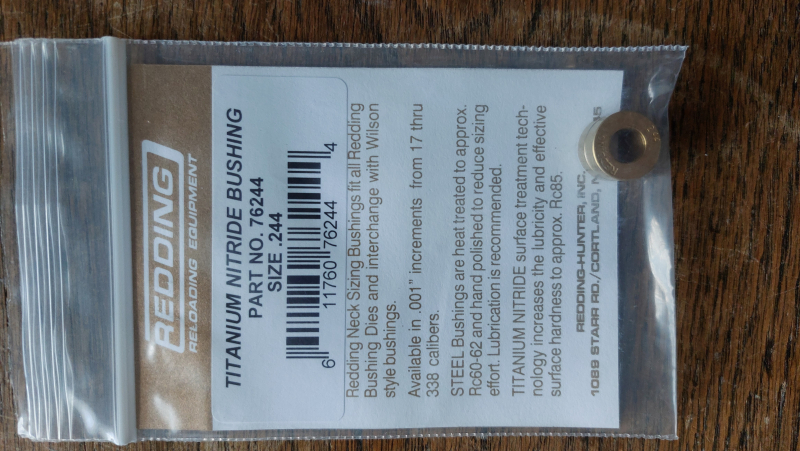 REDDING
RELOADING EQUIPMENT
TITANIUM NITRIDE BUSHING
PART NO. 76244
SIZE .244
6 11760 76244 4
Redding Neck Sizing Bushings fit all Redding
Bushing Dies and interchange with Wilson
style bushings.
Available in .001" increments from 17 thru
338 calibers.
STEEL Bushings are heat treated to approx.
Rc60-62 and hand polished to reduce sizing
effort. Lubrication is recommended.
TITANIUM NITRIDE surface treatment tech-
nology increases the lubricity and effective
surface hardness to approx. Rc85.
REDDING-HUNTER, INC.
1089 STARR RD./CORTLAND,